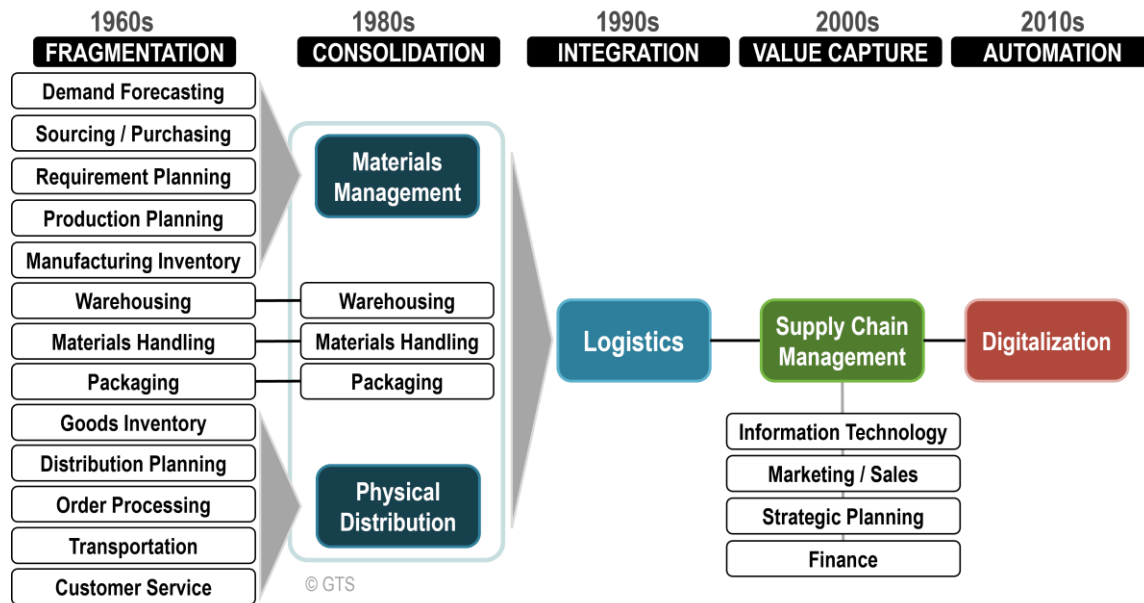 1960s
FRAGMENTATION
Demand Forecasting
Sourcing / Purchasing
Requirement Planning
Production Planning
Manufacturing Inventory
Warehousing
Materials Handling
Packaging
Goods Inventory
Distribution Planning
Order Processing
Transportation
Customer Service
1980s
CONSOLIDATION
Materials
Management
Warehousing
Materials Handling
Packaging
Physical
Distribution
© GTS
1990s
INTEGRATION
Logistics
2000s
VALUE CAPTURE
Supply Chain
Management
Information Technology
Marketing / Sales
Strategic Planning
Finance
2010s
AUTOMATION
Digitalization